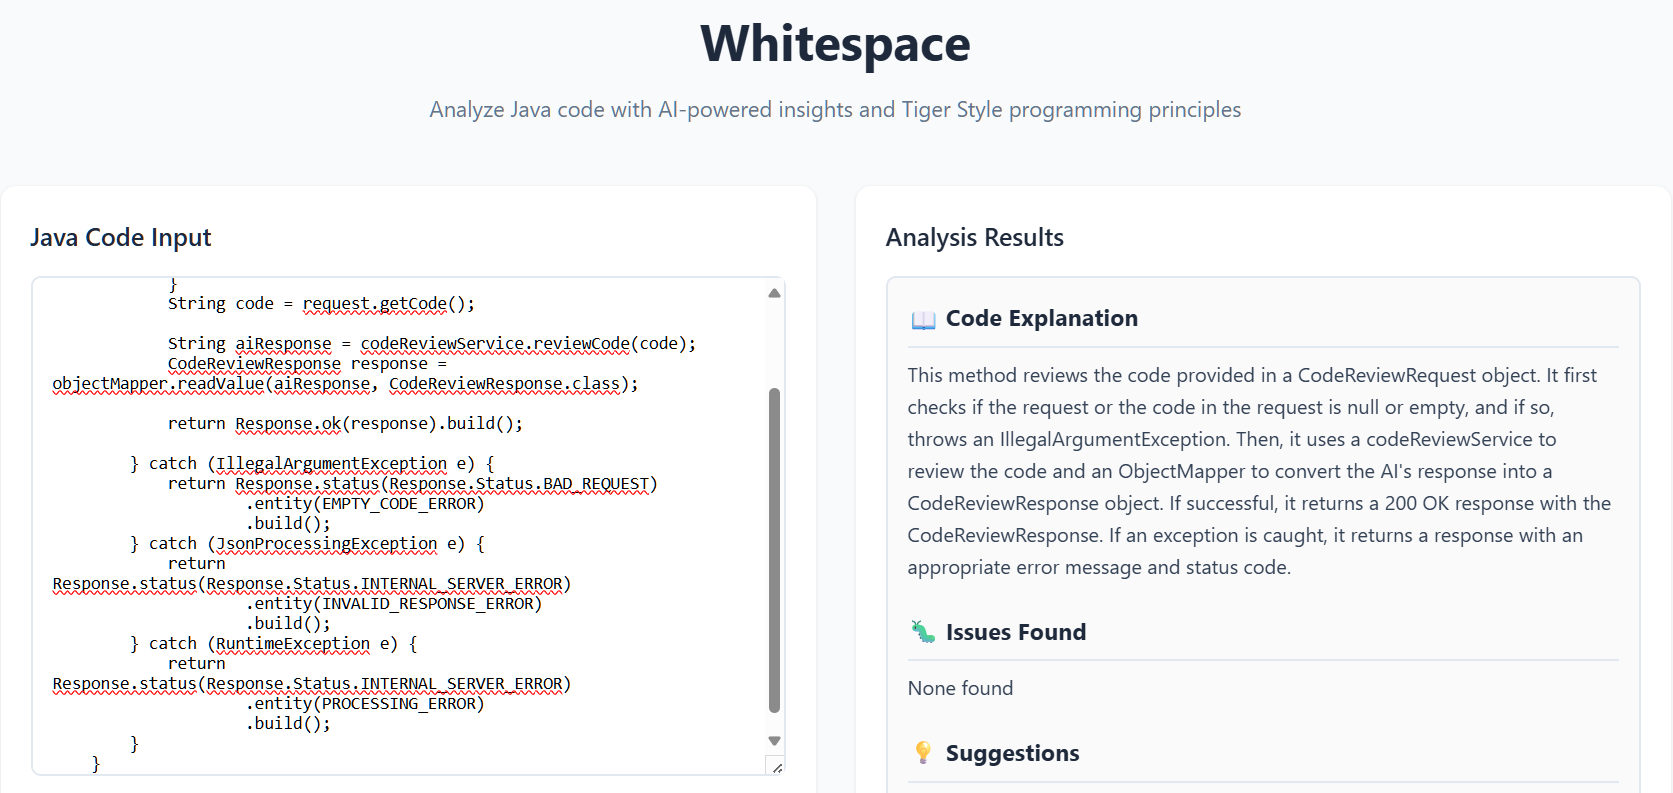 Whitespace
Analyze Java code with AI-powered insights and Tiger Style programming principles
Java Code Input
}
String code = request.getCode();
String aiResponse = codeReviewService.reviewCode(code);
CodeReviewResponse response =
objectMapper.readValue(aiResponse, CodeReviewResponse.class);
return Response.ok(response).build();
} catch (IllegalArgumentException e) {
return Response.status(Response.Status.BAD_REQUEST)
.entity(EMPTY_CODE_ERROR)
.build();
} catch (JsonProcessingException e) {
return
Response.status(Response.Status.INTERNAL_SERVER_ERROR)
.entity(INVALID_RESPONSE_ERROR)
.build();
} catch (RuntimeException e) {
return
Response.status(Response.Status.INTERNAL_SERVER_ERROR)
.entity(PROCESSING_ERROR)
.build();
}
}
Analysis Results
📖 Code Explanation
This method reviews the code provided in a CodeReviewRequest object. It first
checks if the request or the code in the request is null or empty, and if so,
throws an IllegalArgumentException. Then, it uses a codeReviewService to
review the code and an ObjectMapper to convert the AI's response into a
CodeReviewResponse object. If successful, it returns a 200 OK response with the
CodeReviewResponse. If an exception is caught, it returns a response with an
appropriate error message and status code.
🐛 Issues Found
None found
💡 Suggestions